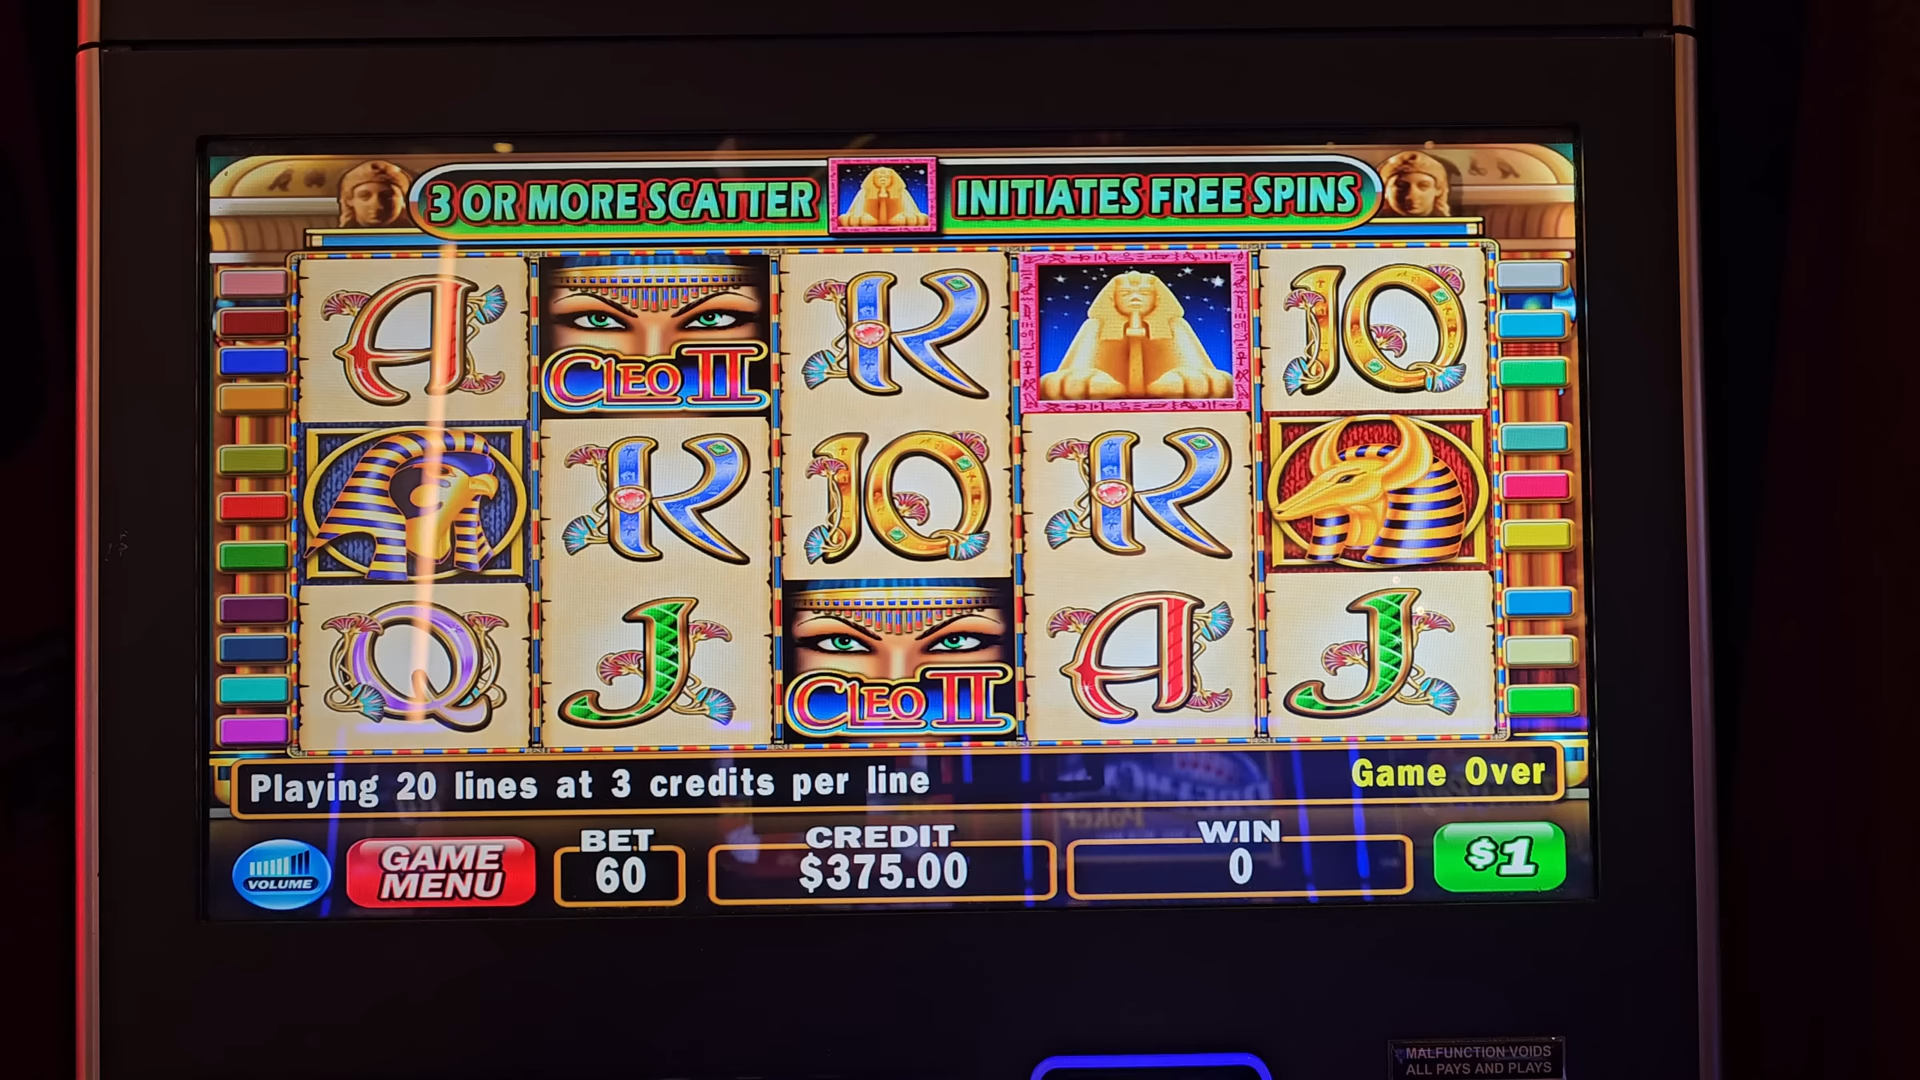 3 OR MORE SCATTER INITIATES FREE SPINS
A CLEO II K 10
K 10 K
Q J CLEO II A J
Playing 20 lines at 3 credits per line
Game Over
BET CREDIT WIN
VOLUME
GAME
MENU
60 $375.00 0 $1
MALFUNCTION VOIDS
ALL PAYS AND PLAYS